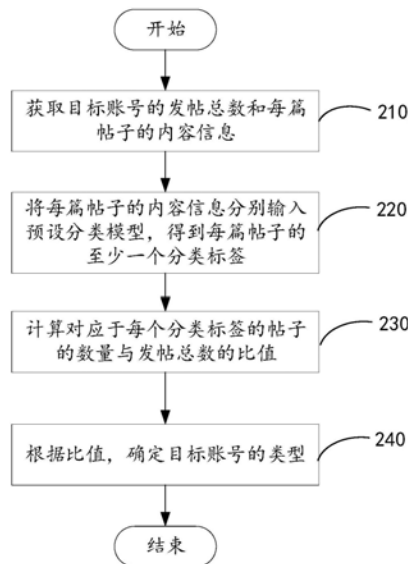 开始
获取目标账号的发帖总数和每篇
帖子的内容信息
210
将每篇帖子的内容信息分别输入
预设分类模型，得到每篇帖子的
至少一个分类标签
220
计算对应于每个分类标签的帖子
的数量与发帖总数的比值
230
根据比值，确定目标账号的类型
240
结束